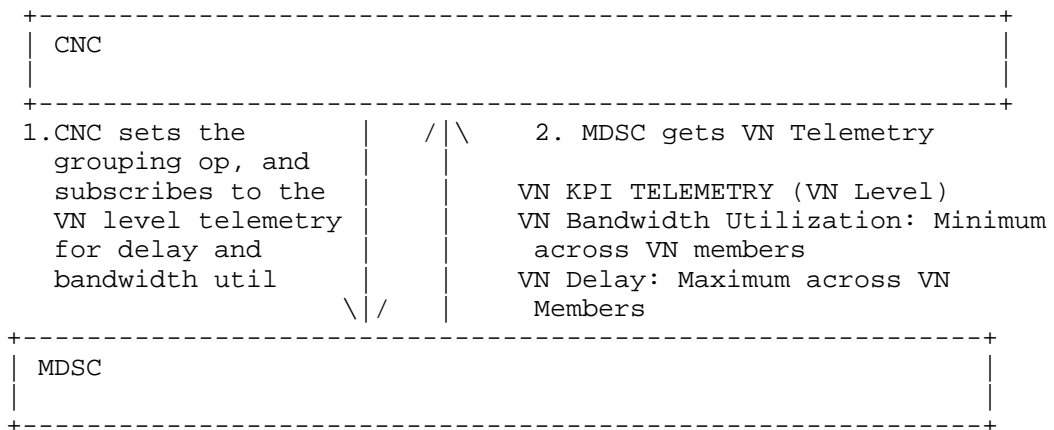 CNC
1.CNC sets the 2. MDSC gets VN Telemetry
grouping op, and
subscribes to the VN KPI TELEMETRY (VN Level)
VN level telemetry VN Bandwidth Utilization: Minimum
for delay and across VN members
bandwidth util VN Delay: Maximum across VN
Members
MDSC